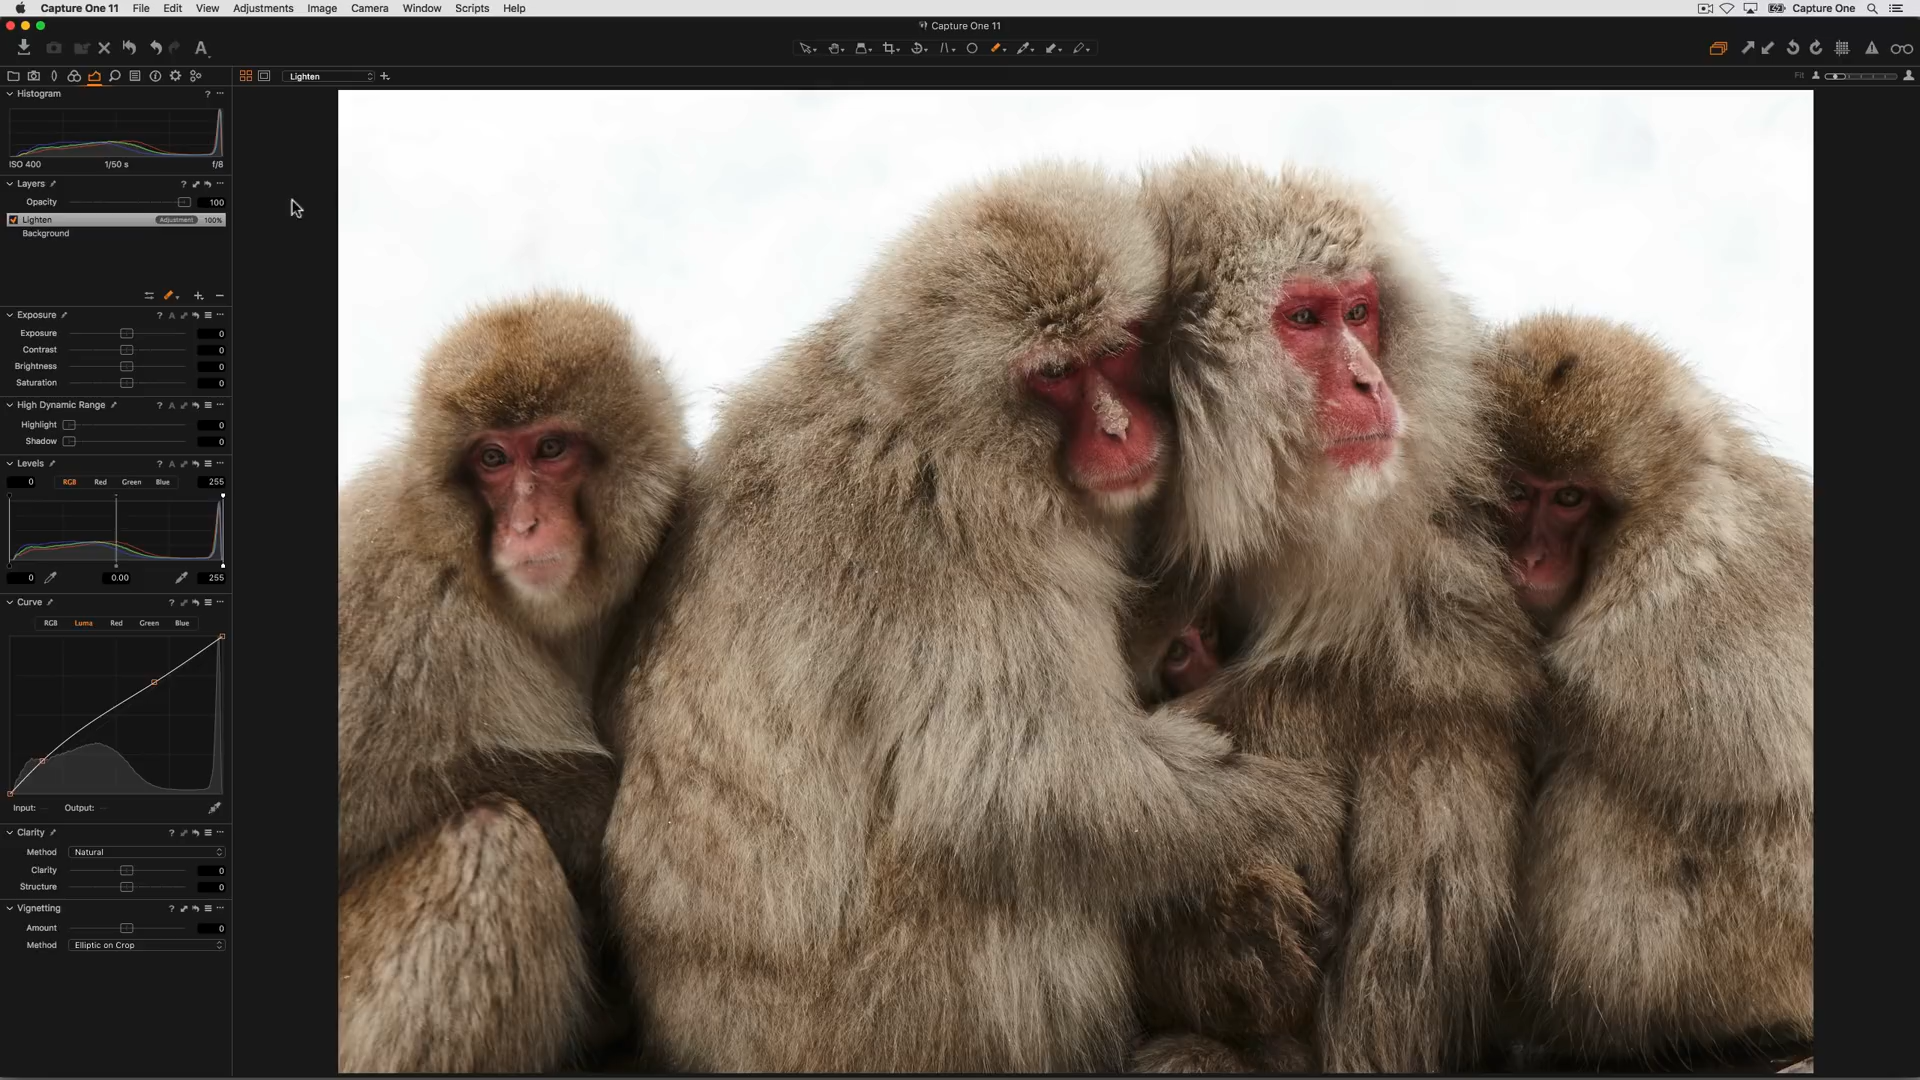 Capture One 11 File Edit View Adjustments Image Camera Window Scripts Help Capture One
Capture One 11
A
Lighten
Fit
Histogram ? ...
ISO 400 1/50 s f/8
Layers ? ...
Opacity 100
Lighten Adjustment 100%
Background
Exposure ? A ...
Exposure 0
Contrast 0
Brightness 0
Saturation 0
High Dynamic Range ? A ...
Highlight 0
Shadow 0
Levels ? A ...
0 RGB Red Green Blue 255
0 0.00 255
Curve ? ...
RGB Luma Red Green Blue
Input: -- Output: --
Clarity ? ...
Method Natural
Clarity 0
Structure 0
Vignetting ? ...
Amount 0
Method Elliptic on Crop